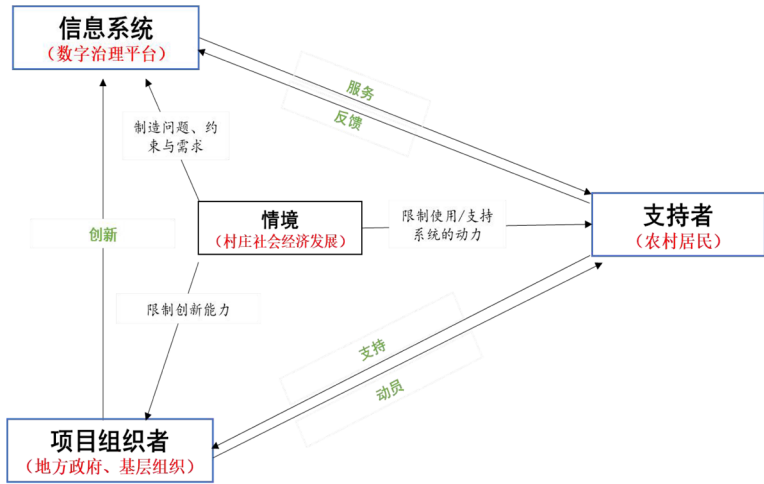 信息系统
（数字治理平台）
服务
反馈
制造问题、约
束与需求
情境
（村庄社会经济发展）
限制使用/支持
系统的动力
支持者
（农村居民）
创新
限制创新能力
支持
动员
项目组织者
（地方政府、基层组织）